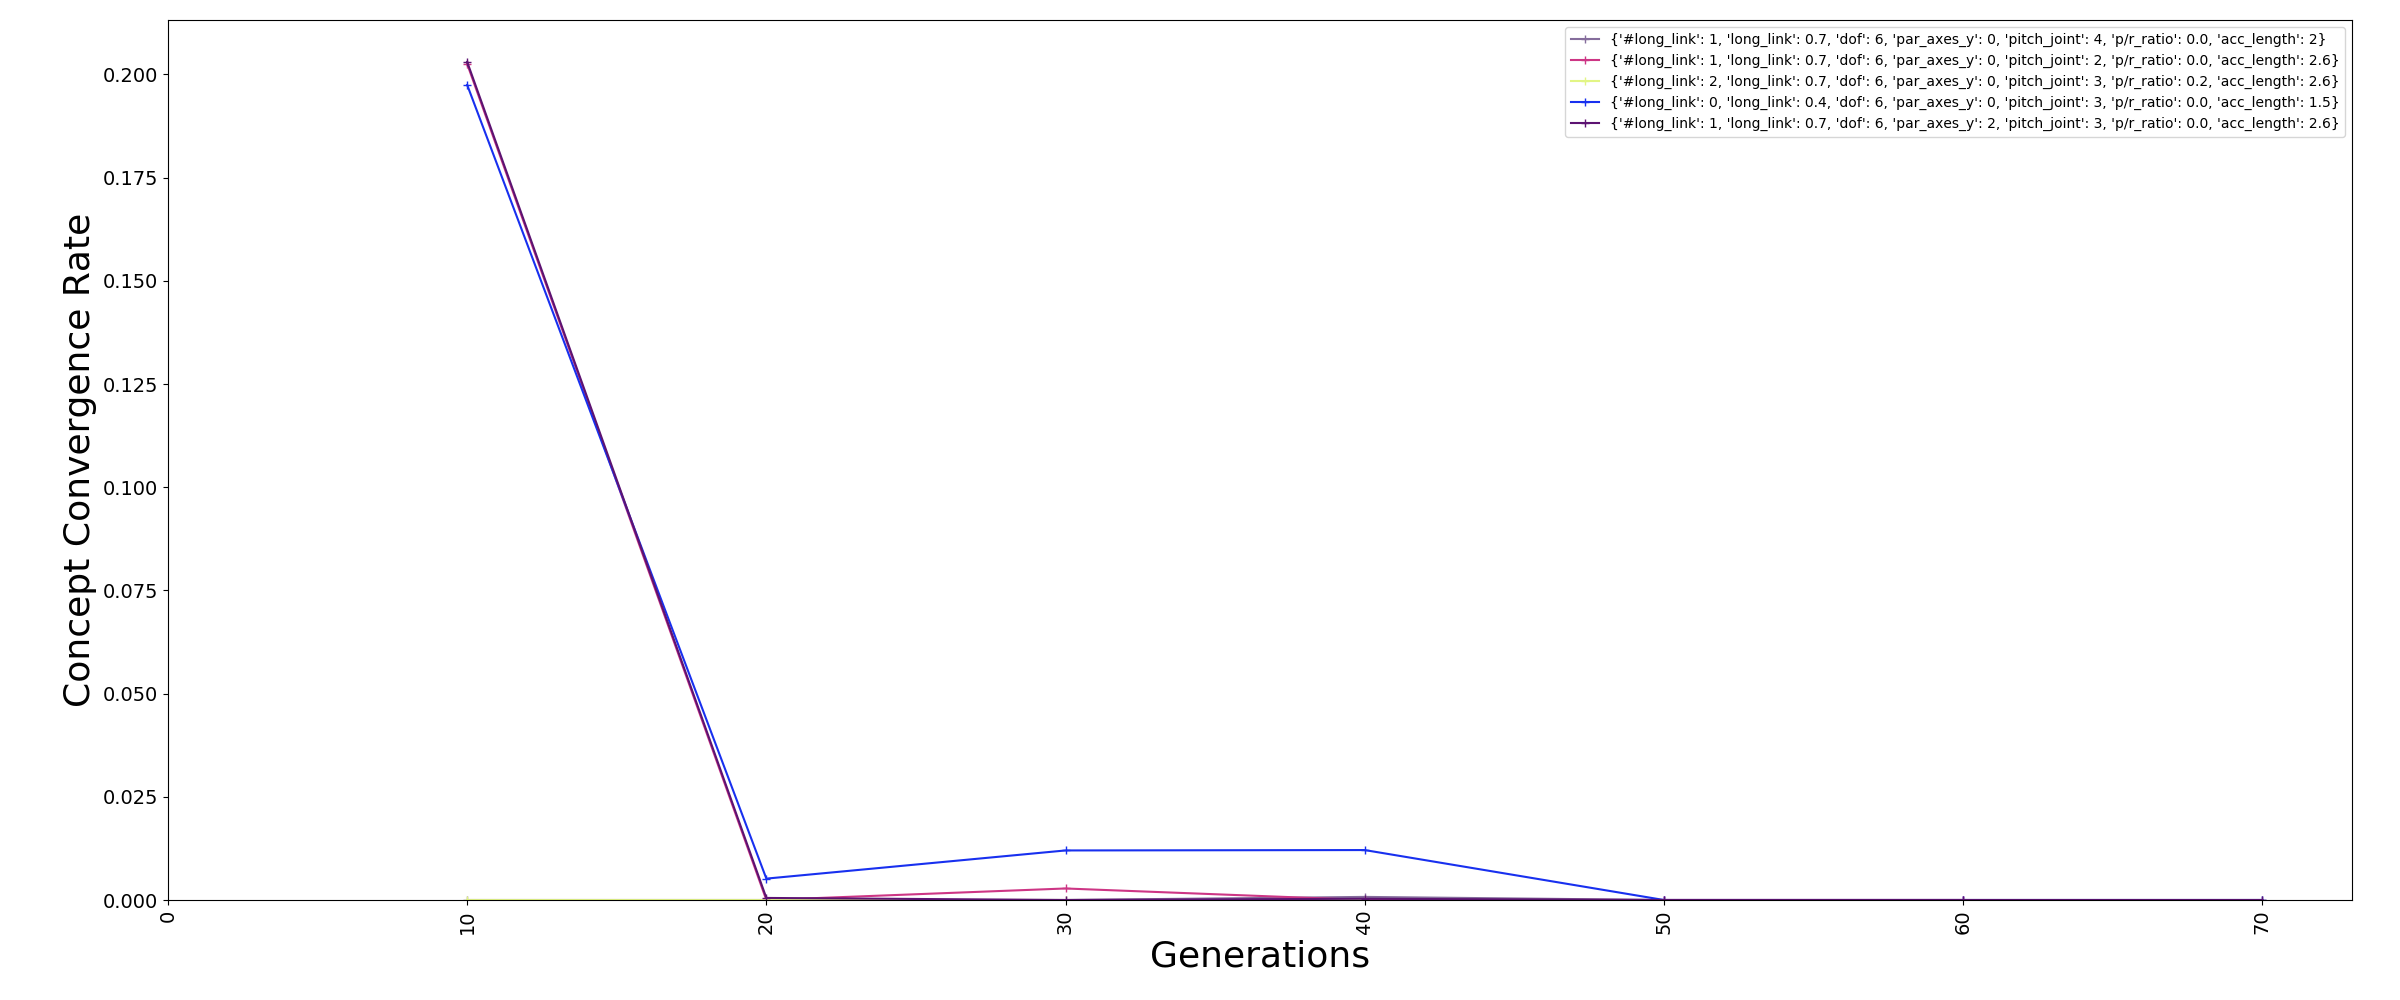 {'#long_link': 1, 'long_link': 0.7, 'dof': 6, 'par_axes_y': 0, 'pitch_joint': 4, 'p/r_ratio': 0.0, 'acc_length': 2}
{'#long_link': 1, 'long_link': 0.7, 'dof': 6, 'par_axes_y': 0, 'pitch_joint': 2, 'p/r_ratio': 0.0, 'acc_length': 2.6}
{'#long_link': 2, 'long_link': 0.7, 'dof': 6, 'par_axes_y': 0, 'pitch_joint': 3, 'p/r_ratio': 0.2, 'acc_length': 2.6}
{'#long_link': 0, 'long_link': 0.4, 'dof': 6, 'par_axes_y': 0, 'pitch_joint': 3, 'p/r_ratio': 0.0, 'acc_length': 1.5}
{'#long_link': 1, 'long_link': 0.7, 'dof': 6, 'par_axes_y': 2, 'pitch_joint': 3, 'p/r_ratio': 0.0, 'acc_length': 2.6}
Concept Convergence Rate
0.200
0.175
0.150
0.125
0.100
0.075
0.050
0.025
0.000
0
10
20
30
40
50
60
70
Generations